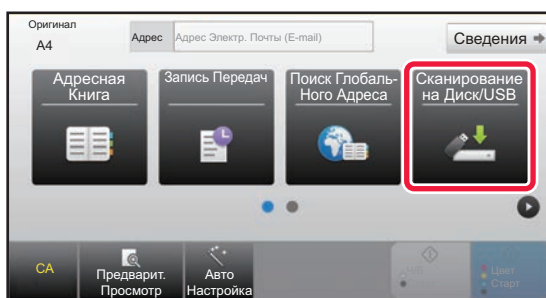 Оригинал
A4
Адрес
Адрес Электр. Почты (E-mail)
Сведения
Адресная
Книга
Запись Передач
Поиск Глобаль-
Ного Адреса
Сканирование
на Диск/USB
CA
Предварит.
Просмотр
Авто
Настройка
Ч/Б
Старт
Цвет
Старт